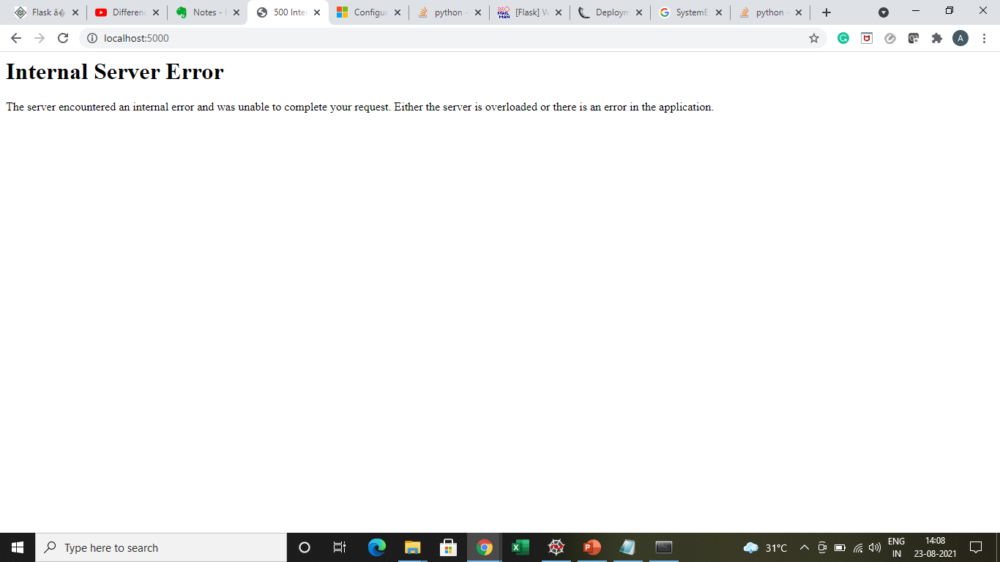 Flask â�
Differenc
Notes -
500 Inte
Configur
python -
[Flask] W
Deploym
SystemE
python -
localhost:5000
A
Internal Server Error
The server encountered an internal error and was unable to complete your request. Either the server is overloaded or there is an error in the application.
Type here to search
31°C
ENG
IN
14:08
23-08-2021